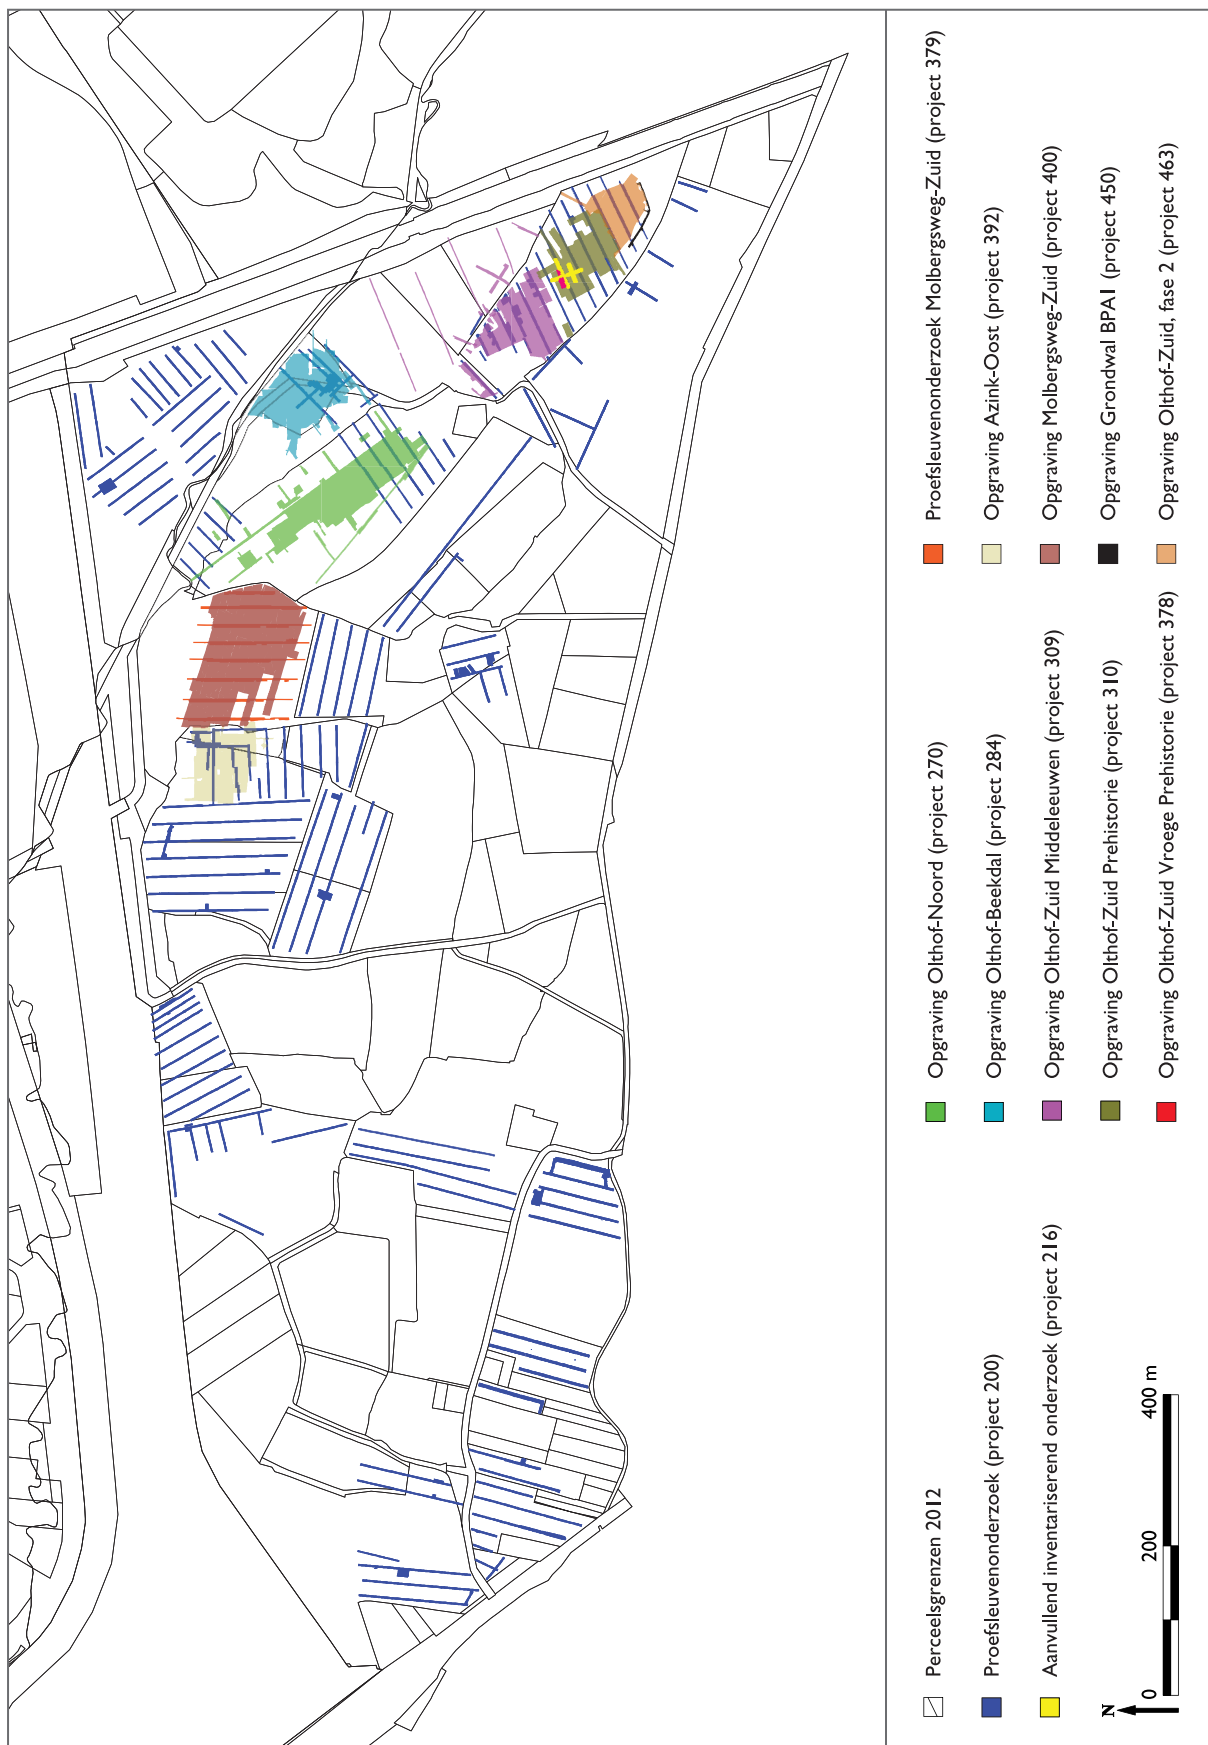 Perceelsgrenzen 2012
Proefsleuvenonderzoek (project 200)
Aanvullend inventariserend onderzoek (project 216)
N
0 200 400 m
Opgraving Olthof-Noord (project 270)
Opgraving Olthof-Beekdal (project 284)
Opgraving Olthof-Zuid Middeleeuwen (project 309)
Opgraving Olthof-Zuid Prehistorie (project 310)
Opgraving Olthof-Zuid Vroege Prehistorie (project 378)
Proefsleuvenonderzoek Molbergsweg-Zuid (project 379)
Opgraving Azink-Oost (project 392)
Opgraving Molbergsweg-Zuid (project 400)
Opgraving Grondwal BPA1 (project 450)
Opgraving Olthof-Zuid, fase 2 (project 463)